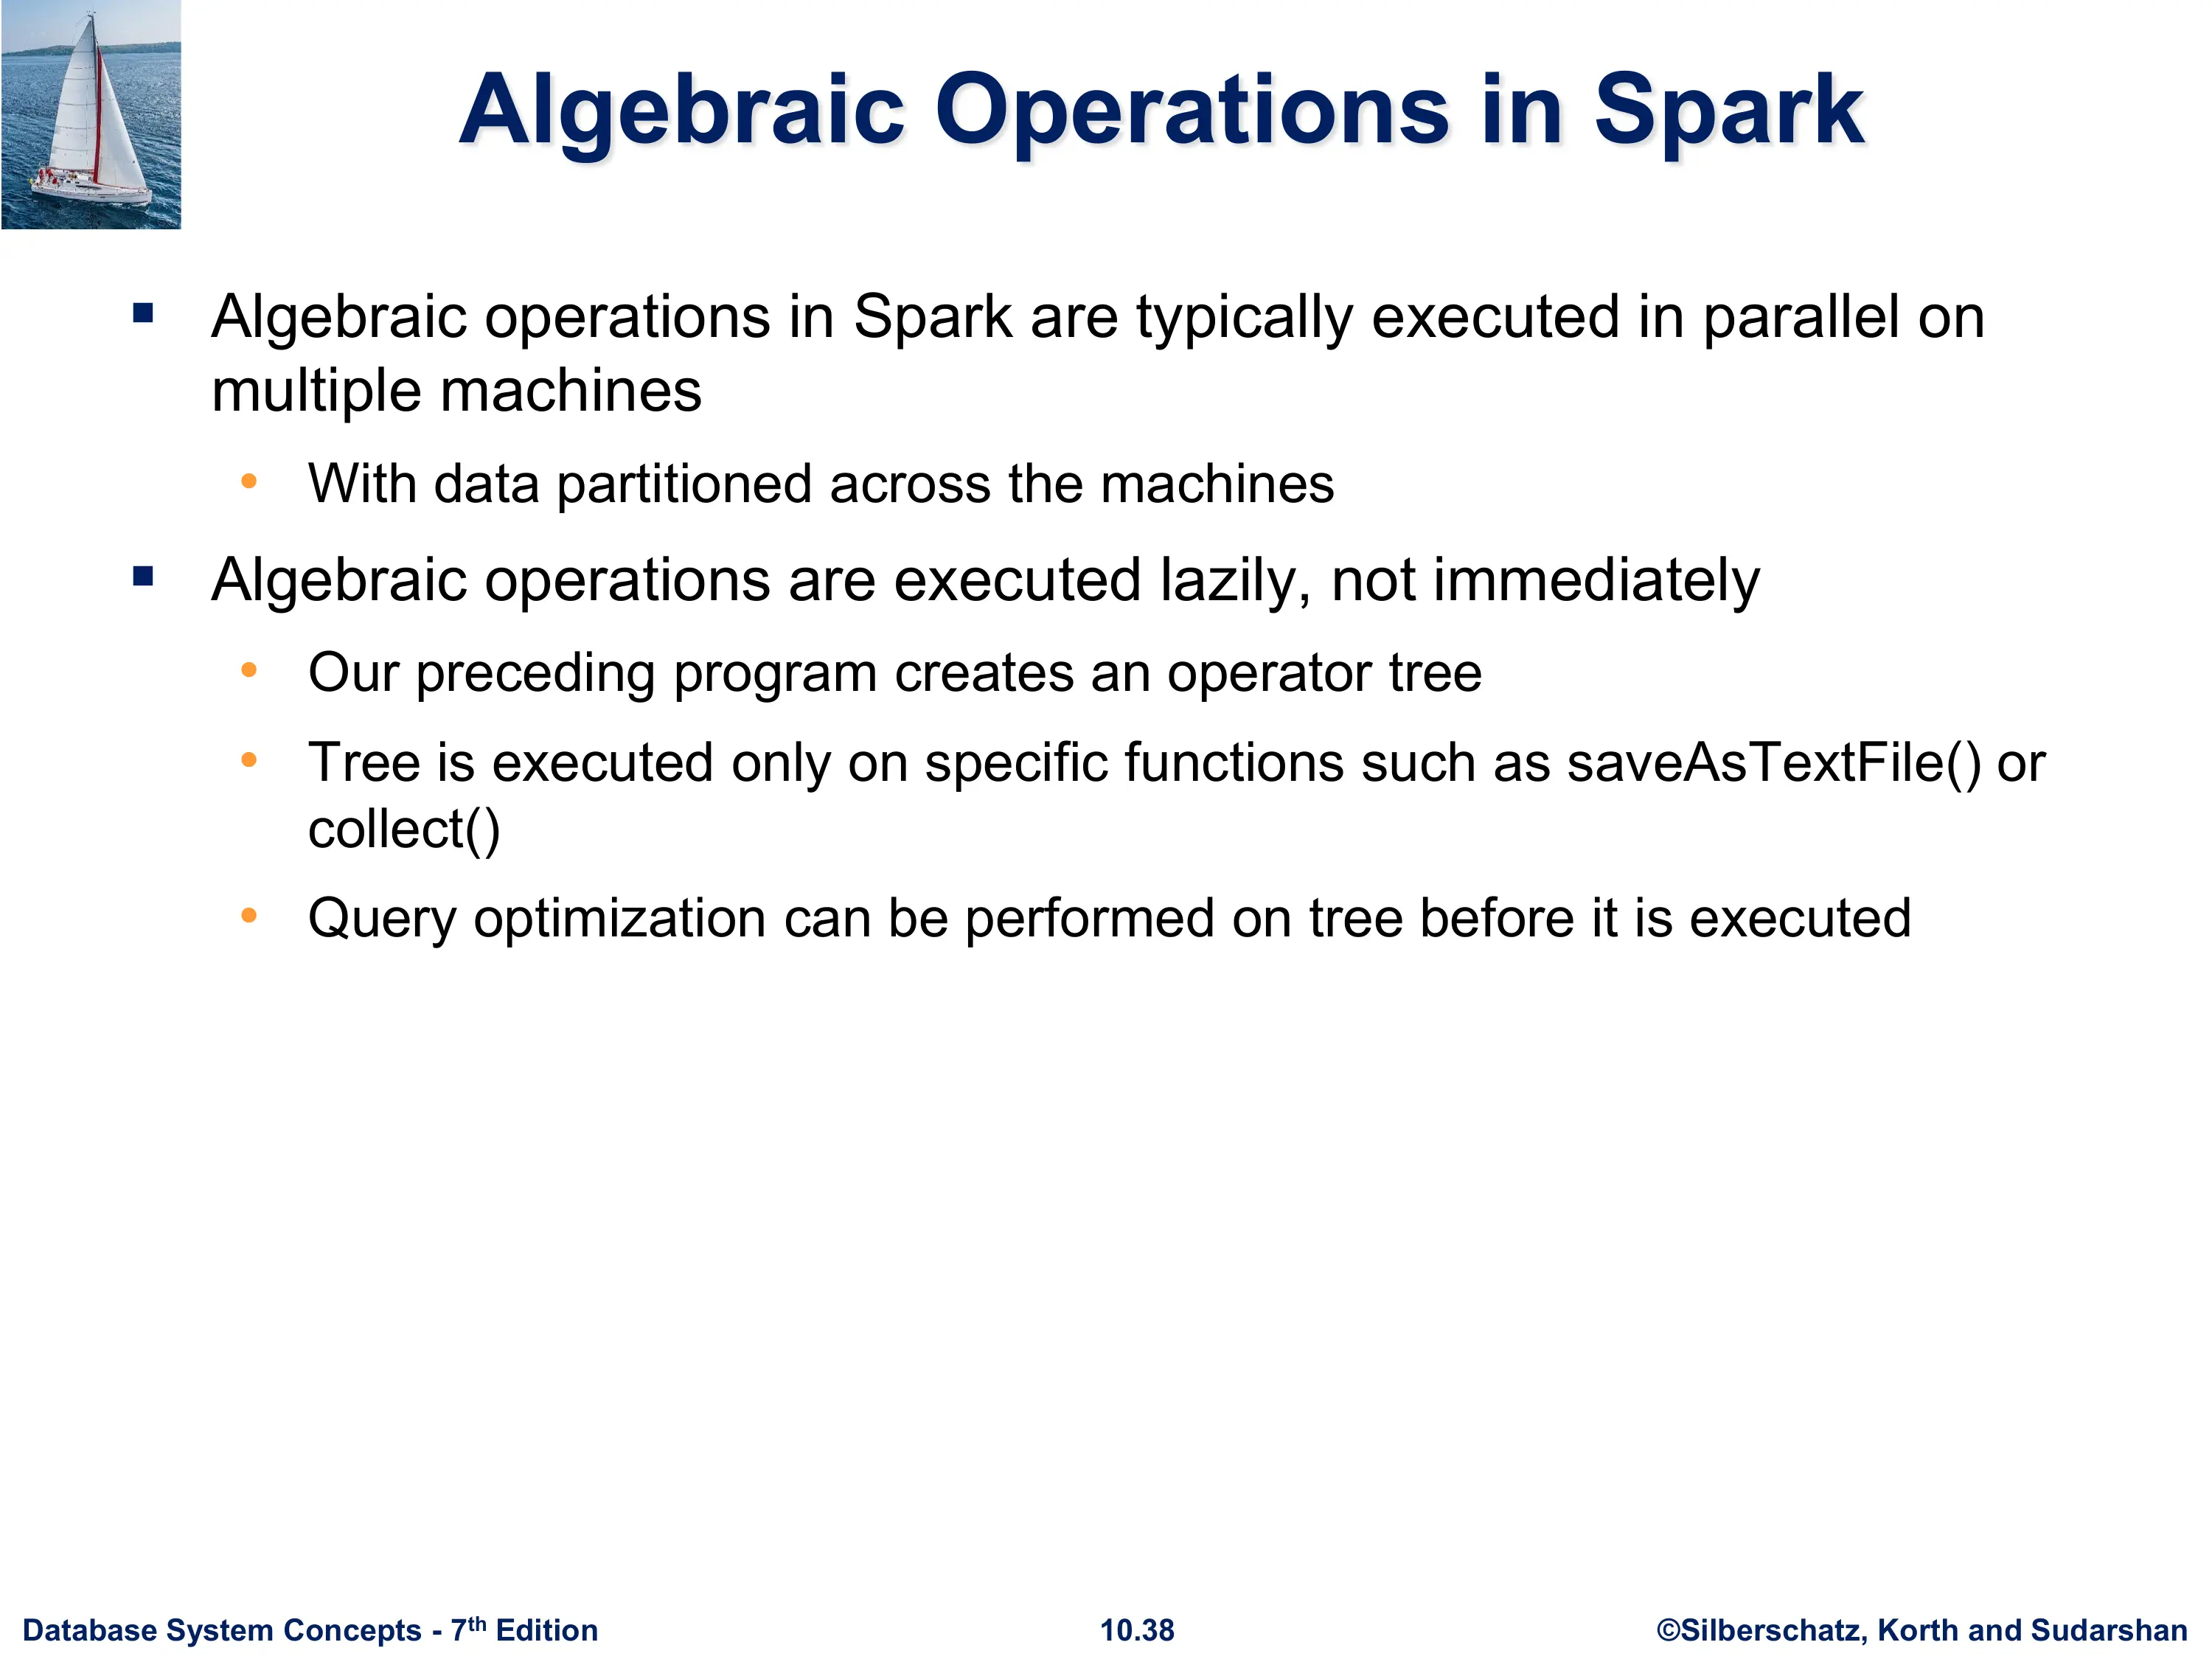 Algebraic Operations in Spark
▪ Algebraic operations in Spark are typically executed in parallel on
multiple machines
• With data partitioned across the machines
▪ Algebraic operations are executed lazily, not immediately
• Our preceding program creates an operator tree
• Tree is executed only on specific functions such as saveAsTextFile() or
collect()
• Query optimization can be performed on tree before it is executed
Database System Concepts - 7th Edition
10.38
©Silberschatz, Korth and Sudarshan